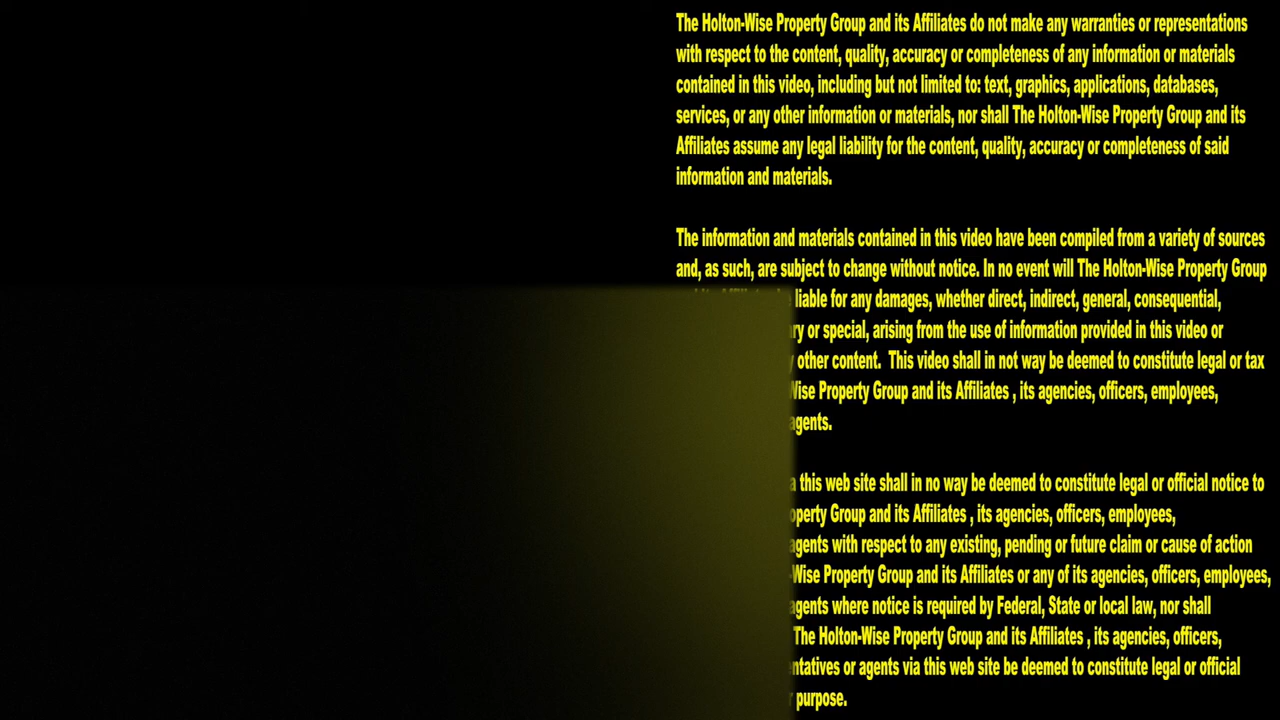 The Holton-Wise Property Group and its Affiliates do not make any warranties or representations
with respect to the content, quality, accuracy or completeness of any information or materials
contained in this video, including but not limited to: text, graphics, applications, databases,
services, or any other information or materials, nor shall The Holton-Wise Property Group and its
Affiliates assume any legal liability for the content, quality, accuracy or completeness of said
information and materials.
The information and materials contained in this video have been compiled from a variety of sources
and, as such, are subject to change without notice. In no event will The Holton-Wise Property Group
liable for any damages, whether direct, indirect, general, consequential,
or special, arising from the use of information provided in this video or
other content. This video shall in not way be deemed to constitute legal or tax
Wise Property Group and its Affiliates , its agencies, officers, employees,
agents.
a this web site shall in no way be deemed to constitute legal or official notice to
Group and its Affiliates , its agencies, officers, employees,
agents with respect to any existing, pending or future claim or cause of action
-Wise Property Group and its Affiliates or any of its agencies, officers, employees,
agents where notice is required by Federal, State or local law, nor shall
The Holton-Wise Property Group and its Affiliates , its agencies, officers,
or agents via this web site be deemed to constitute legal or official
purpose.